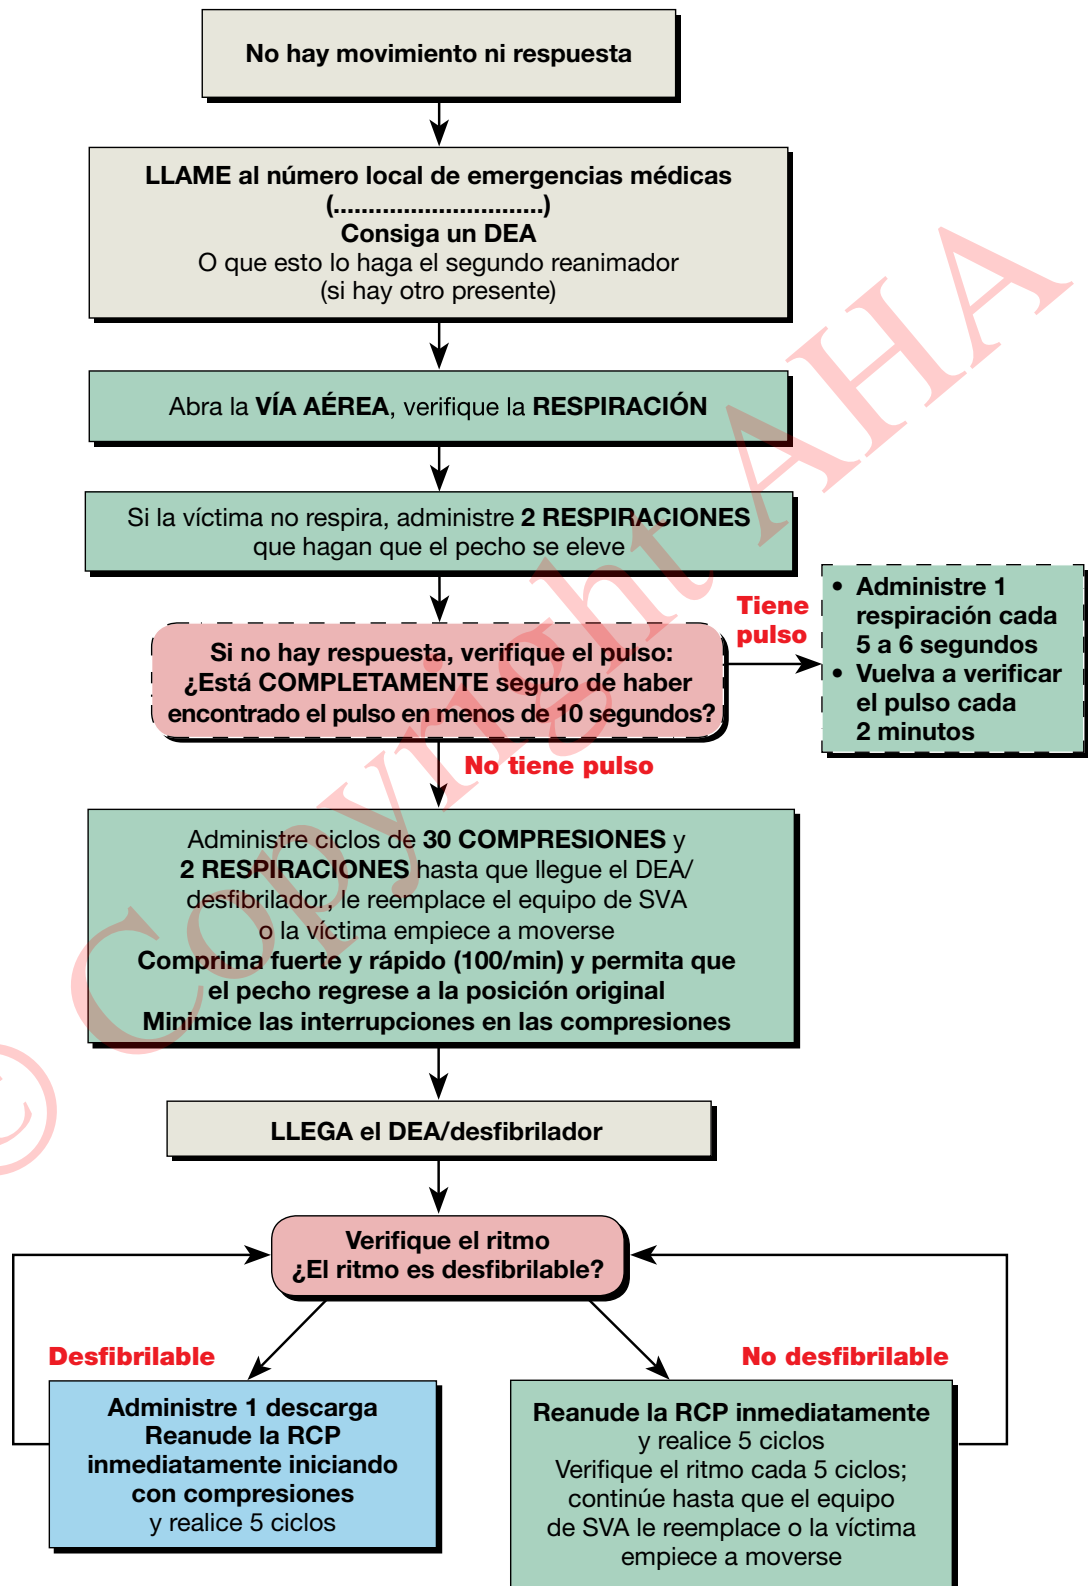 No hay movimiento ni respuesta
LLAME al número local de emergencias médicas
(..............................)
Consiga un DEA
O que esto lo haga el segundo reanimador
(si hay otro presente)
Abra la VÍA AÉREA, verifique la RESPIRACIÓN
Si la víctima no respira, administre 2 RESPIRACIONES
que hagan que el pecho se eleve
Si no hay respuesta, verifique el pulso:
¿Está COMPLETAMENTE seguro de haber
encontrado el pulso en menos de 10 segundos?
Tiene
pulso
• Administre 1
respiración cada
5 a 6 segundos
• Vuelva a verificar
el pulso cada
2 minutos
No tiene pulso
Administre ciclos de 30 COMPRESIONES y
2 RESPIRACIONES hasta que llegue el DEA/
desfibrilador, le reemplace el equipo de SVA
o la víctima empiece a moverse
Comprima fuerte y rápido (100/min) y permita que
el pecho regrese a la posición original
Minimice las interrupciones en las compresiones
LLEGA el DEA/desfibrilador
Verifique el ritmo
¿El ritmo es desfibrilable?
Desfibrilable
No desfibrilable
Administre 1 descarga
Reanude la RCP
inmediatamente iniciando
con compresiones
y realice 5 ciclos
Reanude la RCP inmediatamente
y realice 5 ciclos
Verifique el ritmo cada 5 ciclos;
continúe hasta que el equipo
de SVA le reemplace o la víctima
empiece a moverse
© Copyright AHA